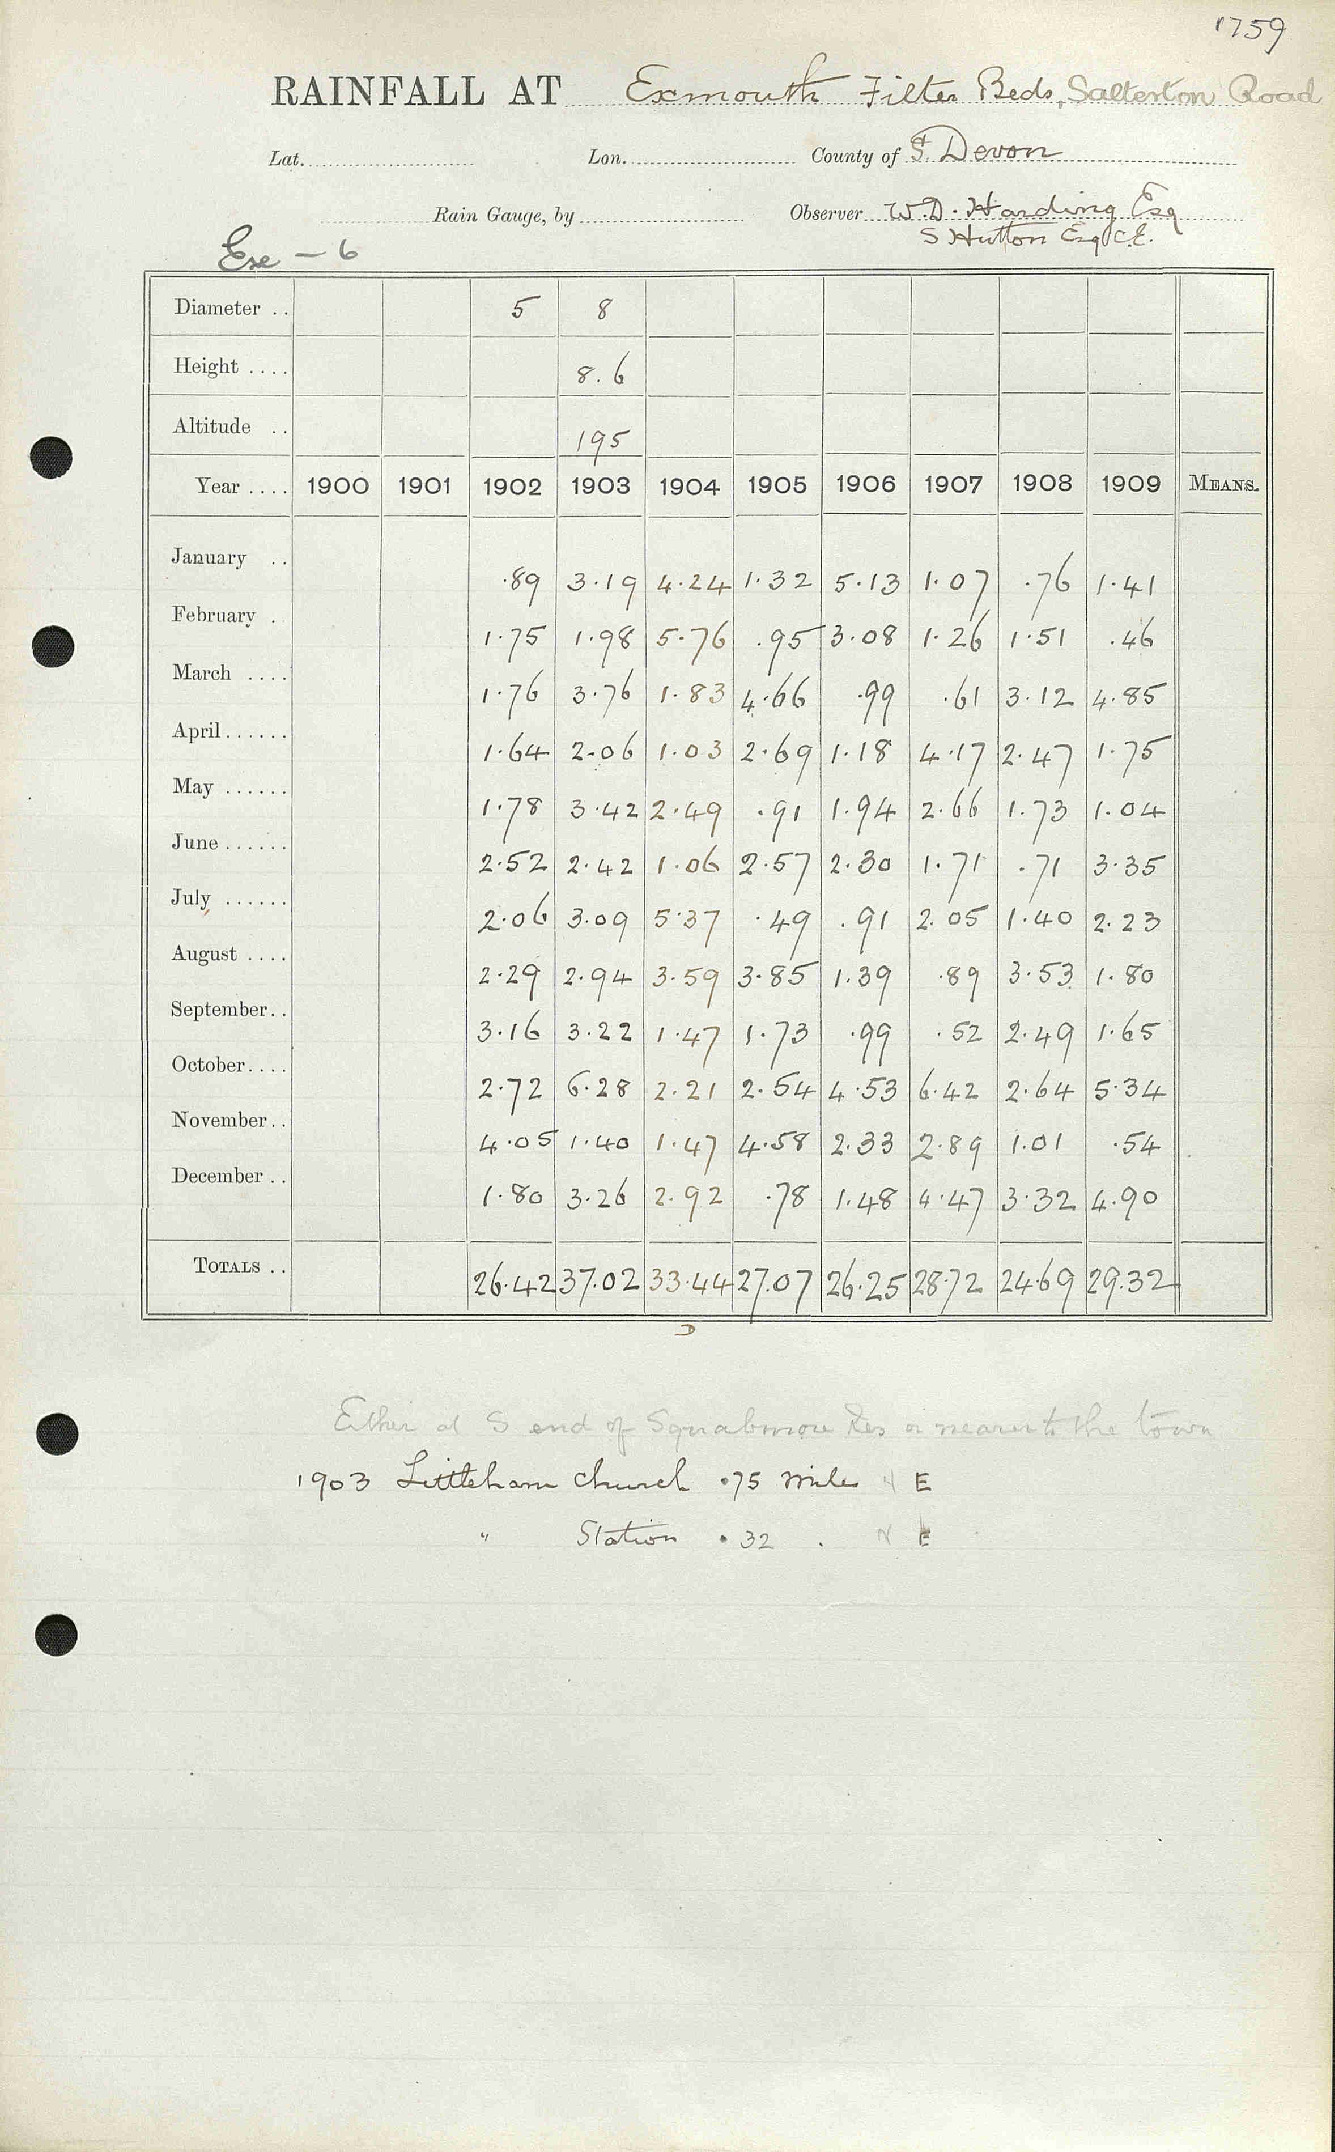 1759
RAINFALL AT Exmouth Filter Beds, Salterton Road
Lat. Lon. County of S. Devon
Rain Gauge, by Observer W.D. Harding Esq
S Hutton Esq C.E.
Exe — 6
Diameter .. 5 8
Height .... 8.6
Altitude .. 195
Year .... 1900 1901 1902 1903 1904 1905 1906 1907 1908 1909 MEANS.
January .. .89 3.19 4.24 1.32 5.13 1.07 .76 1.41
February . 1.75 1.98 5.76 .95 3.08 1.26 1.51 .46
March .... 1.76 3.76 1.83 4.66 .99 .61 3.12 4.85
April...... 1.64 2.06 1.03 2.69 1.18 4.17 2.47 1.75
May ...... 1.78 3.42 2.49 .91 1.94 2.66 1.73 1.04
June...... 2.52 2.42 1.06 2.57 2.30 1.71 .71 3.35
July ...... 2.06 3.09 5.37 .49 .91 2.05 1.40 2.23
August .... 2.29 2.94 3.59 3.85 1.39 .89 3.53 1.80
September.. 3.16 3.22 1.47 1.73 .99 .52 2.49 1.65
October.... 2.72 6.28 2.21 2.54 4.53 6.42 2.64 5.34
November.. 4.05 1.40 1.47 4.58 2.33 2.89 1.01 .54
December .. 1.80 3.26 2.92 .78 1.48 4.47 3.32 4.90
TOTALS .. 26.42 37.02 33.44 27.07 26.25 28.72 24.69 29.32
D
Either at S end of Squabmore Res or nearer to the town
1903 Littleham Church .75 mile E
" Station .32 . N E